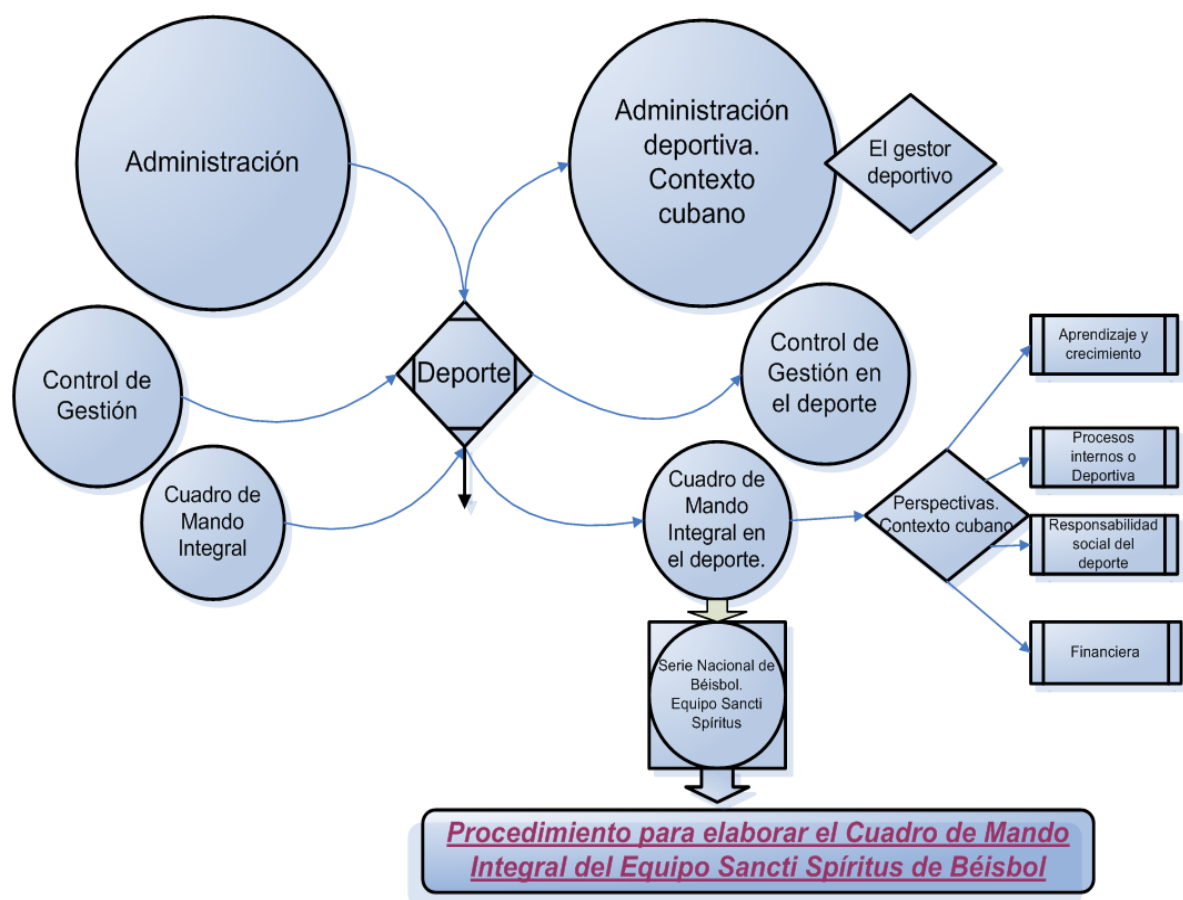 Administración
Administración
deportiva.
Contexto
cubano
El gestor
deportivo
Control de
Gestión
Deporte
Control de
Gestión en
el deporte
Aprendizaje y
crecimiento
Procesos
internos o
Deportiva
Cuadro de
Mando
Integral
Cuadro de
Mando
Integral en
el deporte.
Perspectivas.
Contexto cubano
Responsabilidad
social del
deporte
Financiera
Serie Nacional de
Béisbol.
Equipo Sancti
Spíritus
Procedimiento para elaborar el Cuadro de Mando
Integral del Equipo Sancti Spíritus de Béisbol